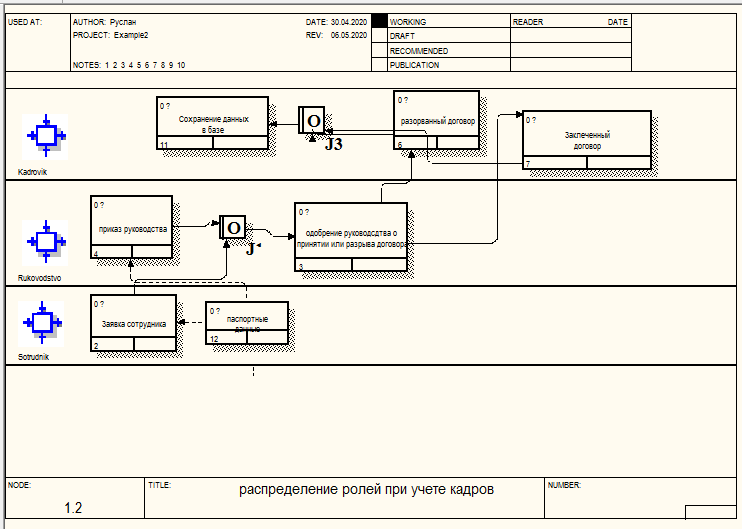 USED AT:
AUTHOR: Руслан
DATE: 30.04.2020
WORKING
READER
DATE
PROJECT: Example2
REV: 06.05.2020
DRAFT
RECOMMENDED
NOTES: 1 2 3 4 5 6 7 8 9 10
PUBLICATION
Kadrovik
0 ?
Сохранение данных
в базе
11
O
J3
0 ?
разорванный договор
6
0 ?
Заключенный
договор
7
Rukovodstvo
0 ?
приказ руководства
4
O
J
0 ?
одобрение руководсдтва о
принятии или разрыва договора
3
Sotrudnik
0 ?
Заявка сотрудника
2
0 ?
паспортные
данные
12
NODE:
1.2
TITLE:
распределение ролей при учете кадров
NUMBER: